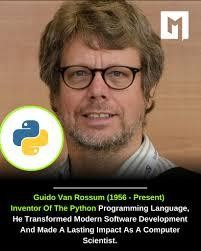 Guido Van Rossum (1956 - Present)
Inventor Of The Python Programming Language,
He Transformed Modern Software Development
And Made A Lasting Impact As A Computer
Scientist.